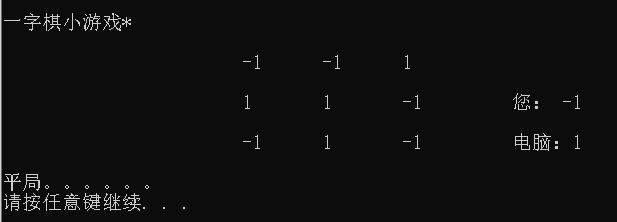 一字棋小游戏*
-1 -1 1
1 1 -1 您： -1
-1 1 -1 电脑：1
平局。。。。。。
请按任意键继续. . .